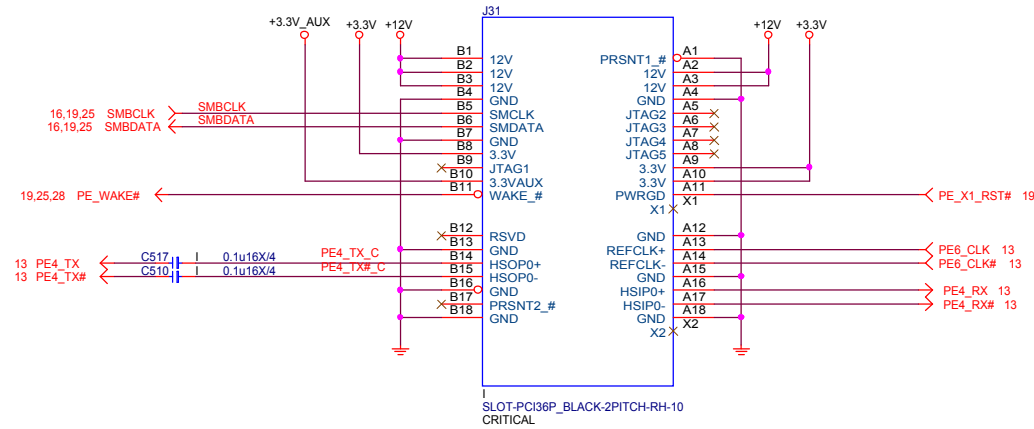 J31
+3.3V_AUX +3.3V +12V +12V +3.3V
B1 12V PRSNT1_# A1
B2 12V 12V A2
B3 12V 12V A3
B4 GND GND A4
16,19,25 SMBCLK SMBCLK B5 SMCLK JTAG2 A5
16,19,25 SMBDATA SMBDATA B6 SMDATA JTAG3 A6
B7 GND JTAG4 A7
B8 3.3V JTAG5 A8
B9 JTAG1 3.3V A9
B10 3.3VAUX 3.3V A10
19,25,28 PE_WAKE# B11 WAKE_# PWRGD A11 PE_X1_RST# 19
X1 X1
B12 RSVD GND A12
B13 GND REFCLK+ A13 PE6_CLK 13
13 PE4_TX C517 I 0.1u16X/4 PE4_TX_C B14 HSOP0+ REFCLK- A14 PE6_CLK# 13
13 PE4_TX# C510 I 0.1u16X/4 PE4_TX#_C B15 HSOP0- GND A15
B16 GND HSIP0+ A16 PE4_RX 13
B17 PRSNT2_# HSIP0- A17 PE4_RX# 13
B18 GND GND A18
X2 X2
I
SLOT-PCI36P_BLACK-2PITCH-RH-10
CRITICAL